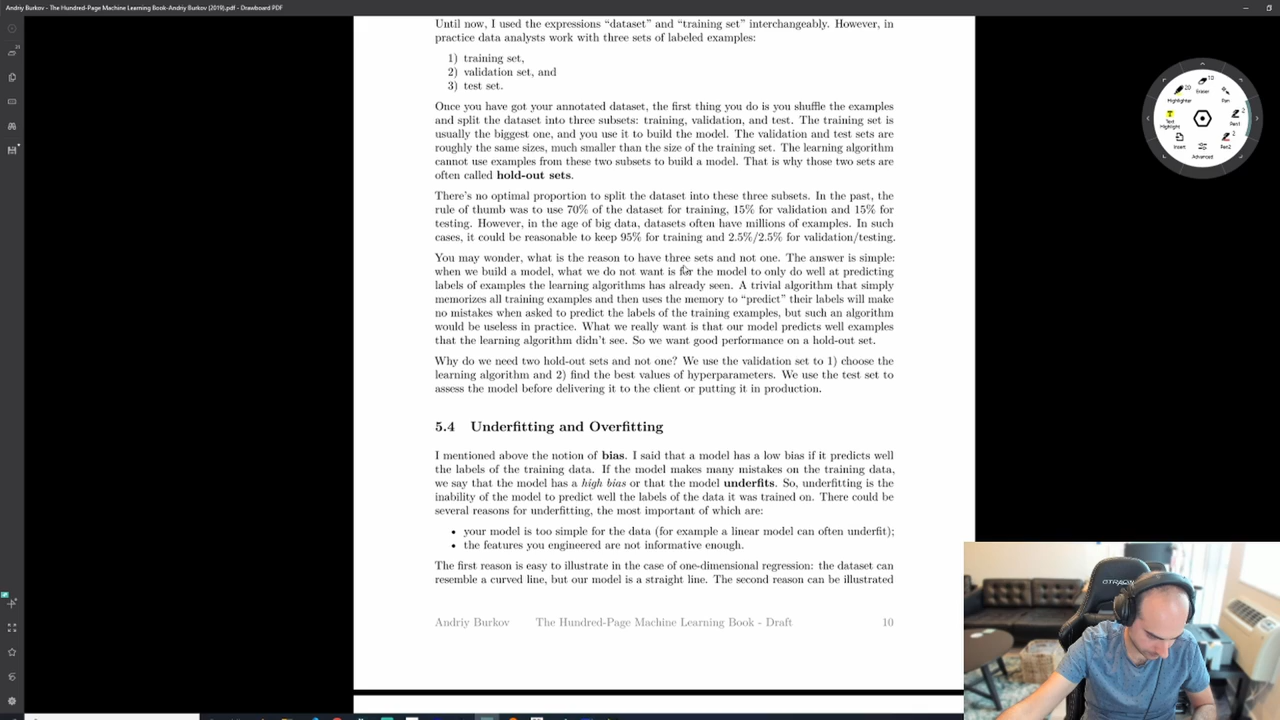 Andriy Burkov - The Hundred-Page Machine Learning Book-Andriy Burkov (2019).pdf - Drawboard PDF
Until now, I used the expressions “dataset” and “training set” interchangeably. However, in
practice data analysts work with three sets of labeled examples:
1) training set,
2) validation set, and
3) test set.
Once you have got your annotated dataset, the first thing you do is you shuffle the examples
and split the dataset into three subsets: training, validation, and test. The training set is
usually the biggest one, and you use it to build the model. The validation and test sets are
roughly the same sizes, much smaller than the size of the training set. The learning algorithm
cannot use examples from these two subsets to build a model. That is why those two sets are
often called hold-out sets.
There’s no optimal proportion to split the dataset into these three subsets. In the past, the
rule of thumb was to use 70% of the dataset for training, 15% for validation and 15% for
testing. However, in the age of big data, datasets often have millions of examples. In such
cases, it could be reasonable to keep 95% for training and 2.5%/2.5% for validation/testing.
You may wonder, what is the reason to have three sets and not one. The answer is simple:
when we build a model, what we do not want is for the model to only do well at predicting
labels of examples the learning algorithms has already seen. A trivial algorithm that simply
memorizes all training examples and then uses the memory to “predict” their labels will make
no mistakes when asked to predict the labels of the training examples, but such an algorithm
would be useless in practice. What we really want is that our model predicts well examples
that the learning algorithm didn’t see. So we want good performance on a hold-out set.
Why do we need two hold-out sets and not one? We use the validation set to 1) choose the
learning algorithm and 2) find the best values of hyperparameters. We use the test set to
assess the model before delivering it to the client or putting it in production.
5.4 Underfitting and Overfitting
I mentioned above the notion of bias. I said that a model has a low bias if it predicts well
the labels of the training data. If the model makes many mistakes on the training data,
we say that the model has a high bias or that the model underfits. So, underfitting is the
inability of the model to predict well the labels of the data it was trained on. There could be
several reasons for underfitting, the most important of which are:
• your model is too simple for the data (for example a linear model can often underfit);
• the features you engineered are not informative enough.
The first reason is easy to illustrate in the case of one-dimensional regression: the dataset can
resemble a curved line, but our model is a straight line. The second reason can be illustrated
Andriy Burkov The Hundred-Page Machine Learning Book - Draft 10
Eraser
10
Highlighter
20
Pen
Text Highlight
Pen1
2
Insert
Pen2
2
Advanced